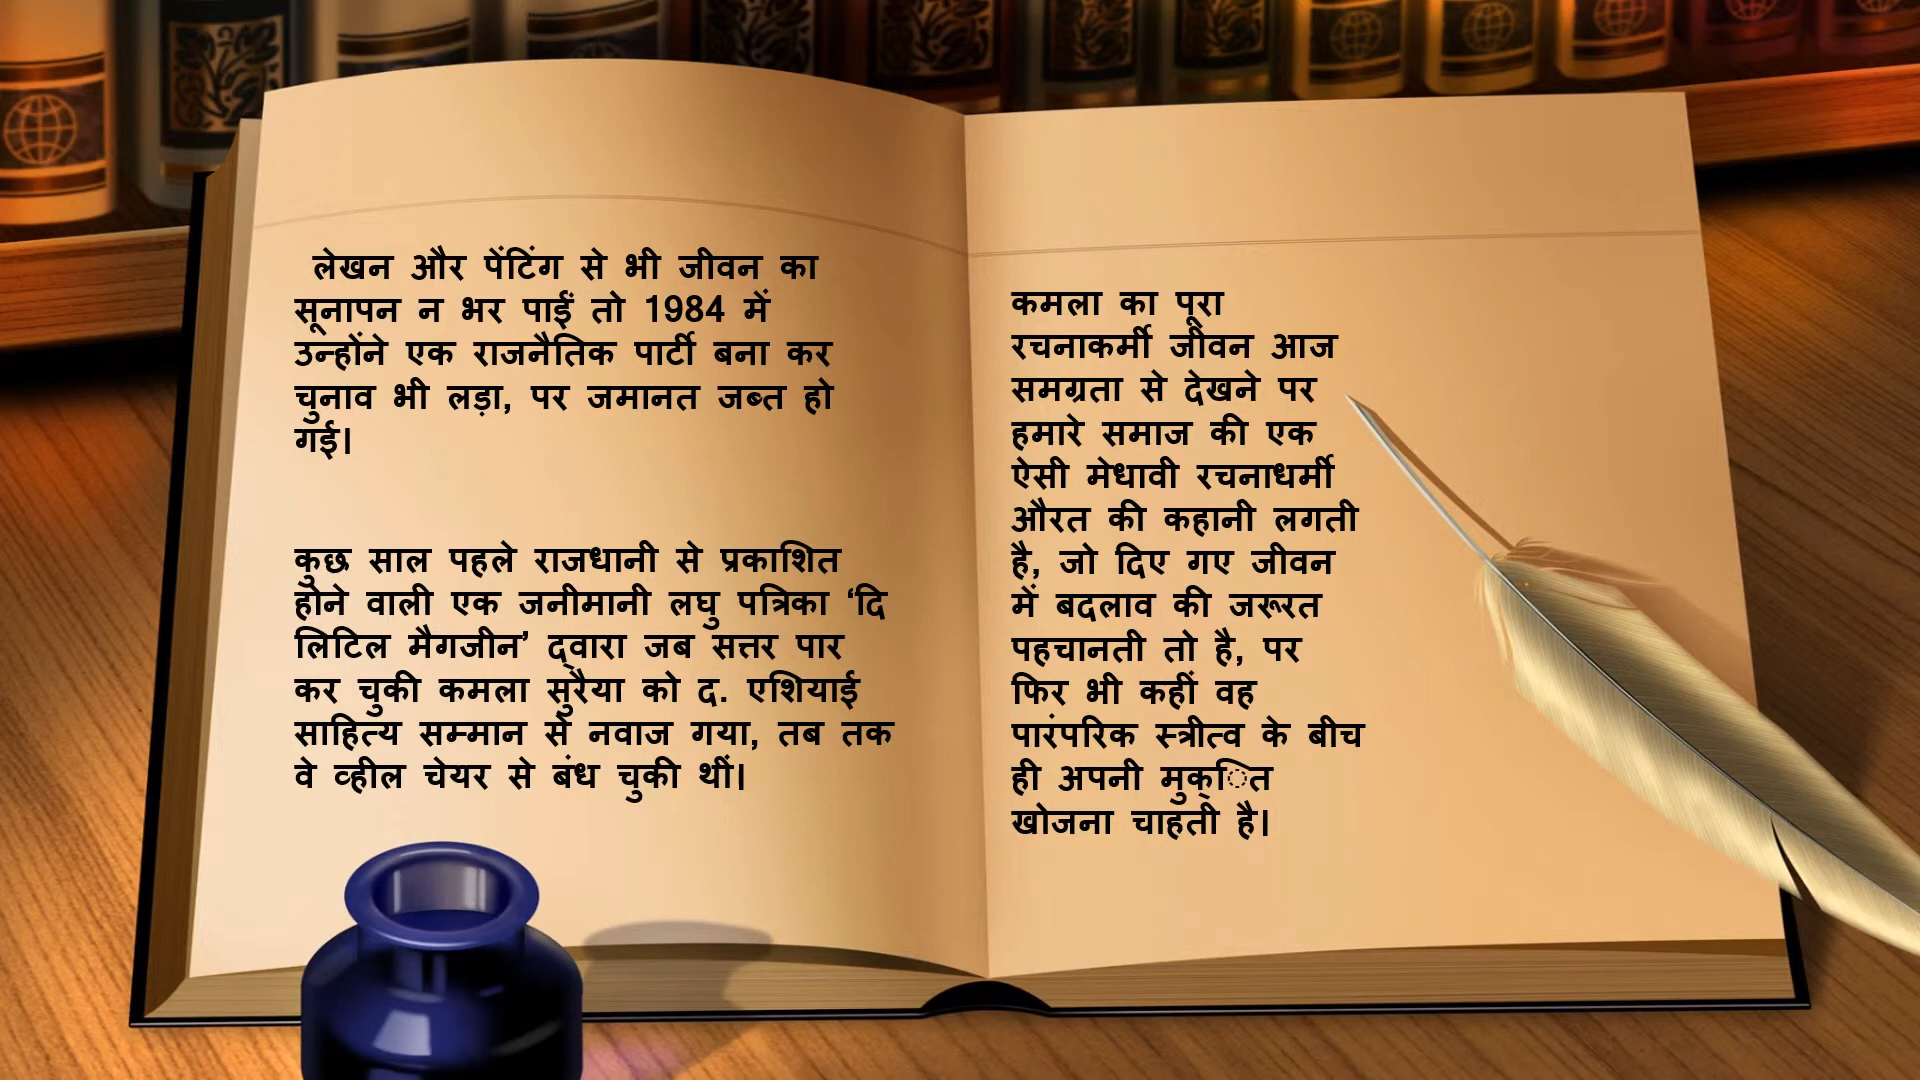 लेखन और पेंटिंग से भी जीवन का
सूनापन न भर पाईं तो 1984 में
उन्होंने एक राजनैतिक पार्टी बना कर
चुनाव भी लड़ा, पर जमानत जब्त हो
गई।
कुछ साल पहले राजधानी से प्रकाशित
होने वाली एक जनीमानी लघु पत्रिका ‘दि
लिटिल मैगजीन’ द्वारा जब सत्तर पार
कर चुकी कमला सुरैया को द. एशियाई
साहित्य सम्मान से नवाज गया, तब तक
वे व्हील चेयर से बंध चुकी थीं।
कमला का पूरा
रचनाकर्मी जीवन आज
समग्रता से देखने पर
हमारे समाज की एक
ऐसी मेधावी रचनाधर्मी
औरत की कहानी लगती
है, जो दिए गए जीवन
में बदलाव की जरूरत
पहचानती तो है, पर
फिर भी कहीं वह
पारंपरिक स्त्रीत्व के बीच
ही अपनी मुक्‌ित
खोजना चाहती है।